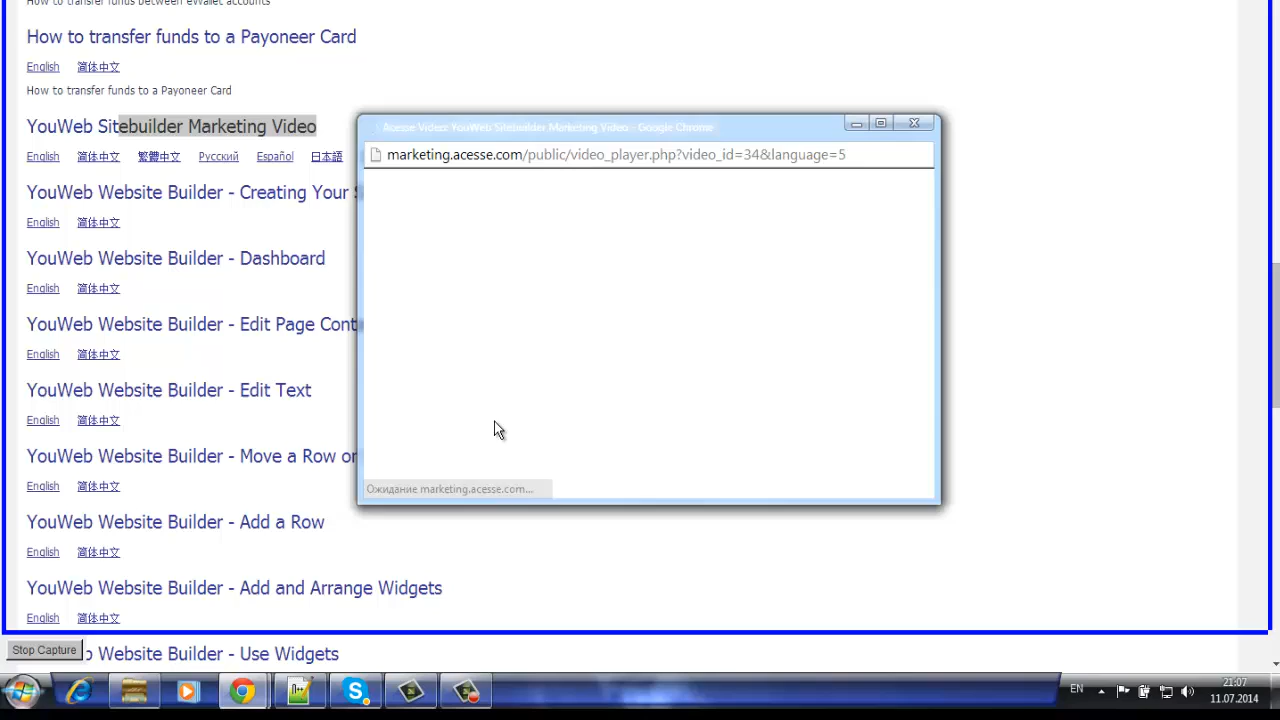 How to transfer funds between eWallet accounts
How to transfer funds to a Payoneer Card
English 简体中文
How to transfer funds to a Payoneer Card
YouWeb Sitebuilder Marketing Video
English 简体中文 繁體中文 Русский Español 日本語
YouWeb Website Builder - Creating Your S
English 简体中文
YouWeb Website Builder - Dashboard
English 简体中文
YouWeb Website Builder - Edit Page Cont
English 简体中文
YouWeb Website Builder - Edit Text
English 简体中文
YouWeb Website Builder - Move a Row or
English 简体中文
YouWeb Website Builder - Add a Row
English 简体中文
YouWeb Website Builder - Add and Arrange Widgets
English 简体中文
b Website Builder - Use Widgets
Acesse Video: YouWeb Sitebuilder Marketing Video - Google Chrome
marketing.acesse.com/public/video_player.php?video_id=34&language=5
Ожидание marketing.acesse.com...
Stop Capture
EN
21:07
11.07.2014